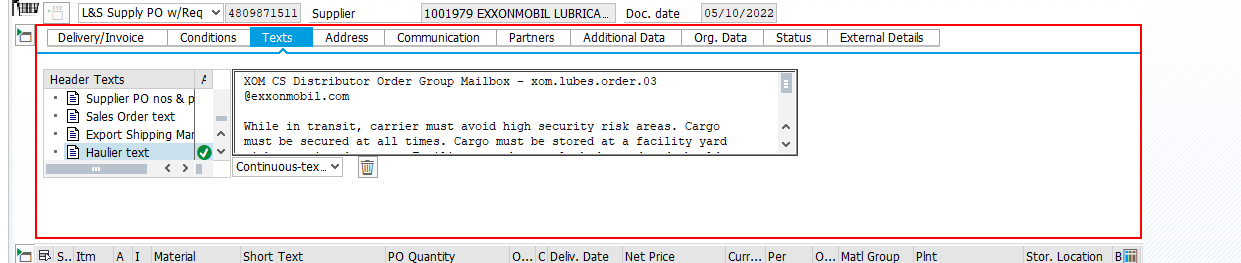 L&S Supply PO w/Req 4809871511 Supplier 1001979 EXXONMOBIL LUBRICA... Doc. date 05/10/2022
Delivery/Invoice Conditions Texts Address Communication Partners Additional Data Org. Data Status External Details
Header Texts A
Supplier PO nos & p
Sales Order text
Export Shipping Mar
Haulier text
XOM CS Distributor Order Group Mailbox - xom.lubes.order.03
@exxonmobil.com
While in transit, carrier must avoid high security risk areas. Cargo
must be secured at all times. Cargo must be stored at a facility yard
Continuous-tex...
S.. Itm A I Material Short Text PO Quantity O... C Deliv. Date Net Price Curr... Per O... Matl Group Plnt Stor. Location B